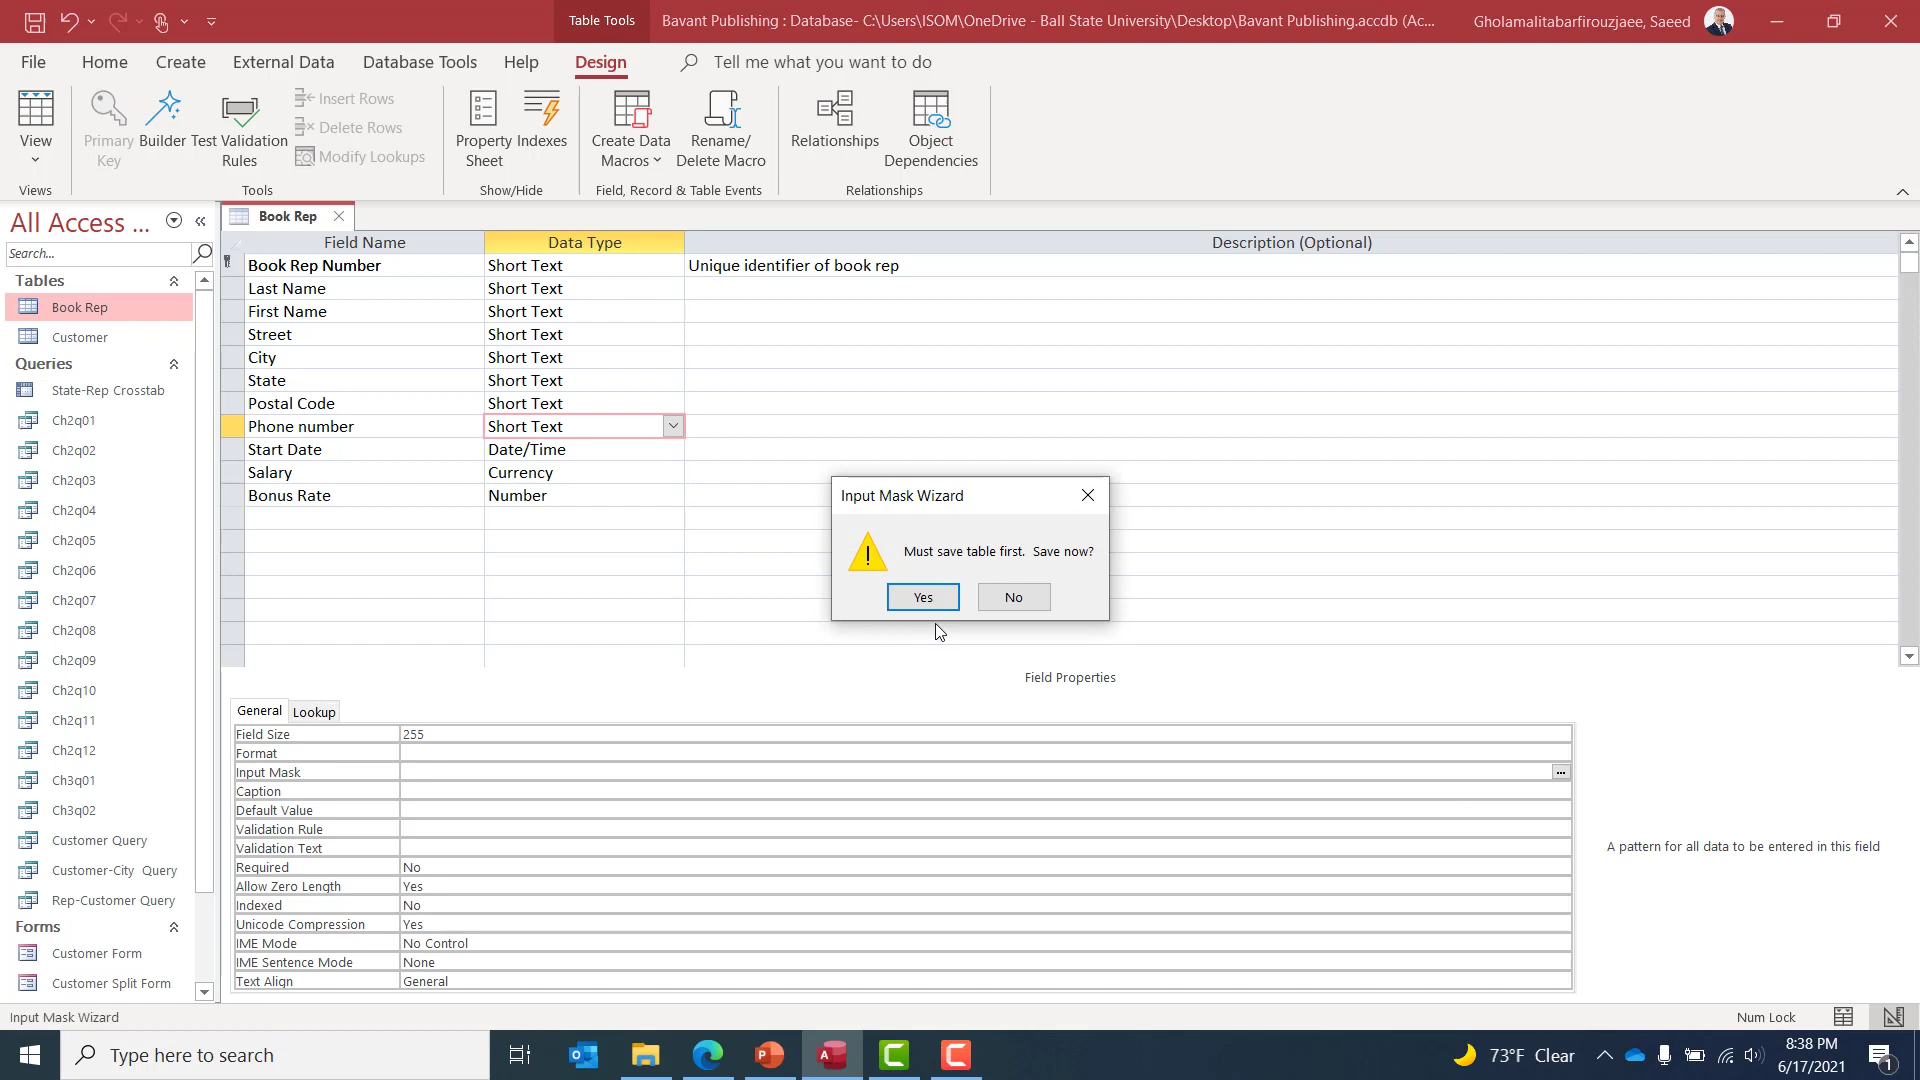 Table Tools
Bavant Publishing : Database- C:\Users\ISOM\OneDrive - Ball State University\Desktop\Bavant Publishing.accdb (Ac...
Gholamalitabarfirouzjaee, Saeed
File Home Create External Data Database Tools Help Design Tell me what you want to do
View
Primary Key
Builder
Test Validation Rules
Insert Rows
Delete Rows
Modify Lookups
Property Sheet
Indexes
Create Data Macros
Rename/ Delete Macro
Relationships
Object Dependencies
Views
Tools
Show/Hide
Field, Record & Table Events
Relationships
All Access ...
Search...
Tables
Book Rep
Customer
Queries
State-Rep Crosstab
Ch2q01
Ch2q02
Ch2q03
Ch2q04
Ch2q05
Ch2q06
Ch2q07
Ch2q08
Ch2q09
Ch2q10
Ch2q11
Ch2q12
Ch3q01
Ch3q02
Customer Query
Customer-City Query
Rep-Customer Query
Forms
Customer Form
Customer Split Form
Book Rep
Field Name Data Type Description (Optional)
Book Rep Number Short Text Unique identifier of book rep
Last Name Short Text
First Name Short Text
Street Short Text
City Short Text
State Short Text
Postal Code Short Text
Phone number Short Text
Start Date Date/Time
Salary Currency
Bonus Rate Number
Input Mask Wizard
Must save table first. Save now?
Yes No
Field Properties
General Lookup
Field Size 255
Format
Input Mask ...
Caption
Default Value
Validation Rule
Validation Text
Required No
Allow Zero Length Yes
Indexed No
Unicode Compression Yes
IME Mode No Control
IME Sentence Mode None
Text Align General
A pattern for all data to be entered in this field
Input Mask Wizard
Num Lock
Type here to search
73°F Clear
8:38 PM
6/17/2021
1